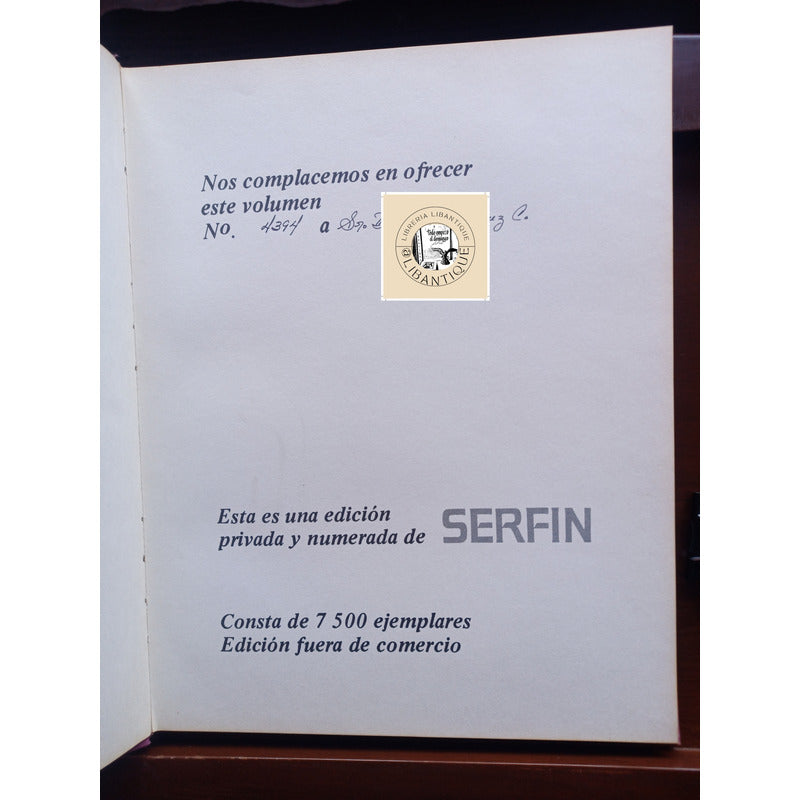 Nos complacemos en ofrecer
este volumen
No. 4394 a Sr. C.
LIBRERIA LIBANTIQUE
LIBANTIQUE
Esta es una edición
privada y numerada de SERFIN
Consta de 7 500 ejemplares
Edición fuera de comercio